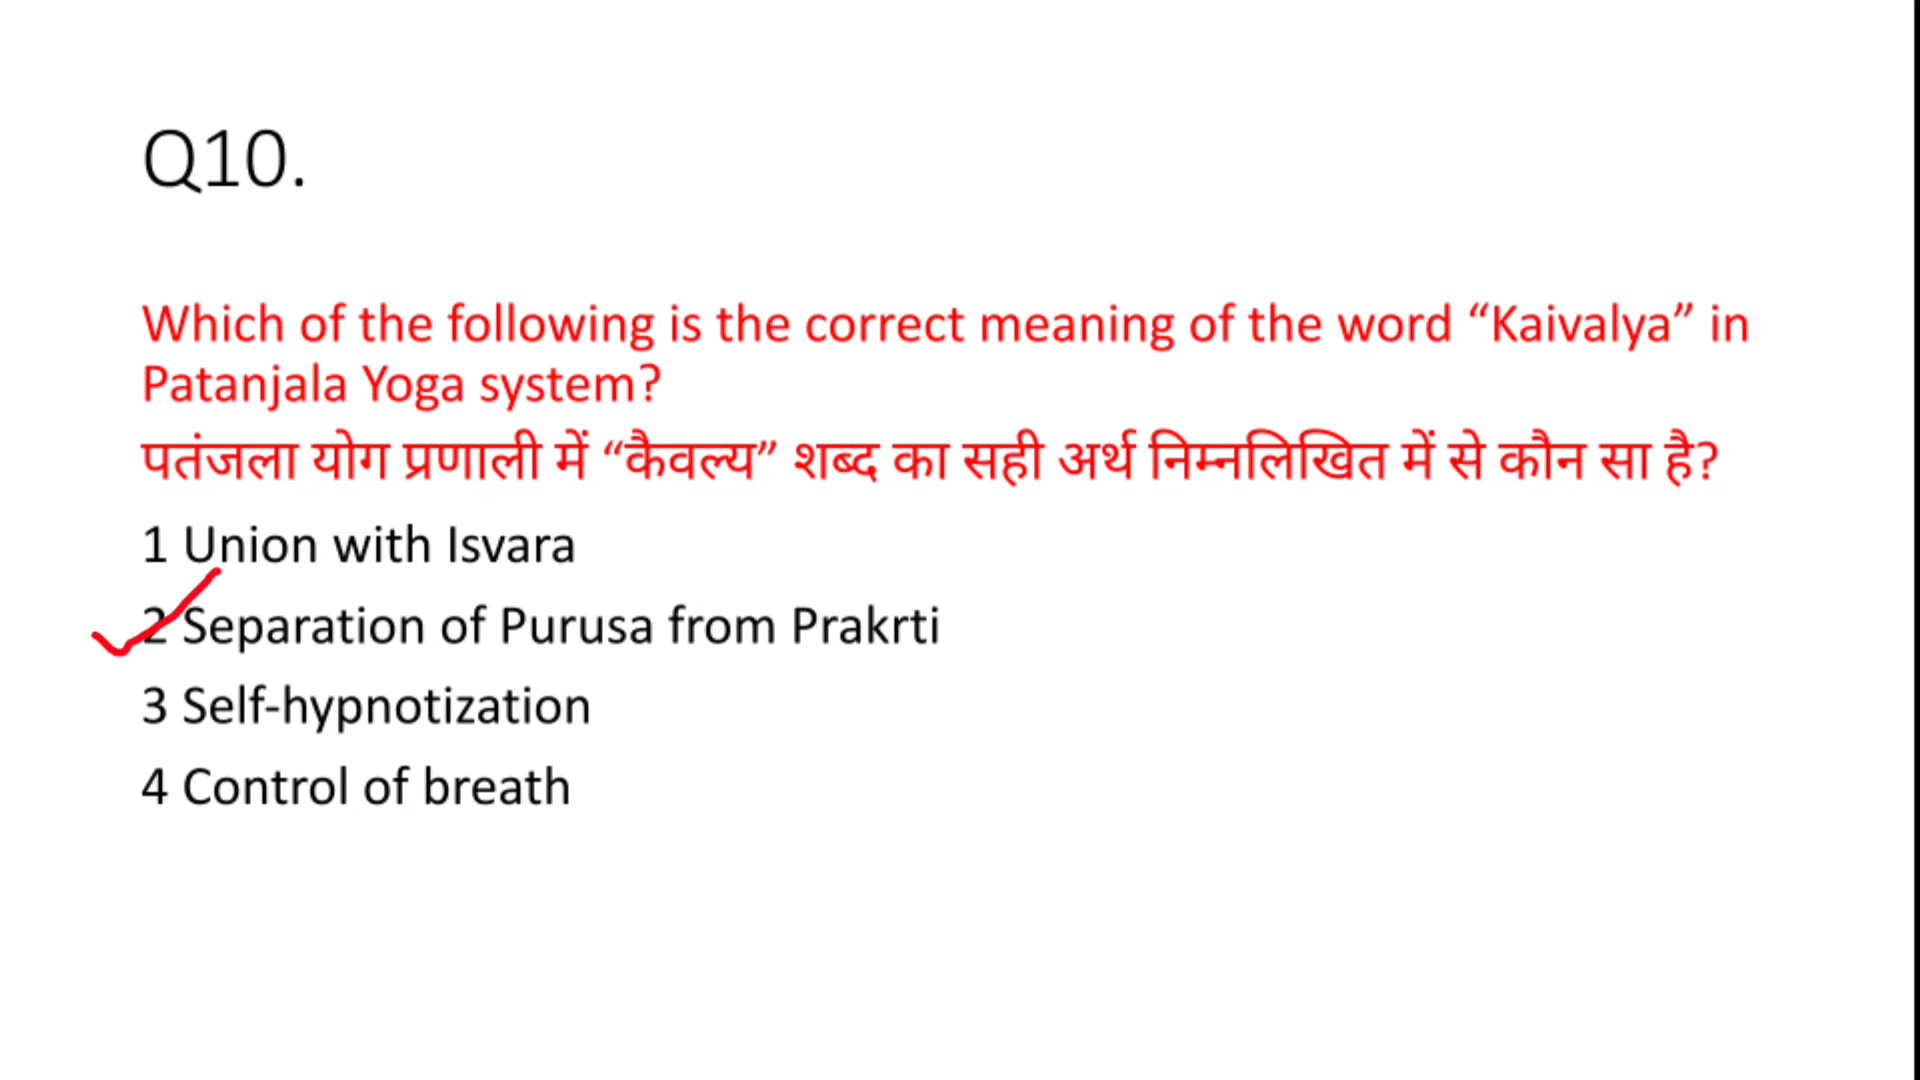 Q10.
Which of the following is the correct meaning of the word “Kaivalya” in
Patanjala Yoga system?
पतंजला योग प्रणाली में “कैवल्य” शब्द का सही अर्थ निम्नलिखित में से कौन सा है?
1 Union with Isvara
2 Separation of Purusa from Prakrti
3 Self-hypnotization
4 Control of breath